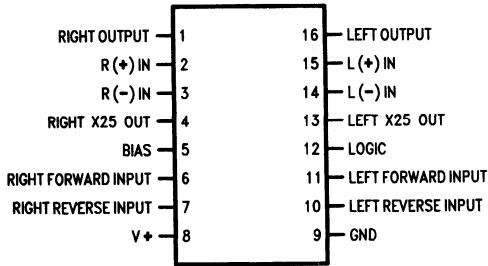 RIGHT OUTPUT 1 16 LEFT OUTPUT
R (+) IN 2 15 L (+) IN
R (-) IN 3 14 L (-) IN
RIGHT X25 OUT 4 13 LEFT X25 OUT
BIAS 5 12 LOGIC
RIGHT FORWARD INPUT 6 11 LEFT FORWARD INPUT
RIGHT REVERSE INPUT 7 10 LEFT REVERSE INPUT
V+ 8 9 GND